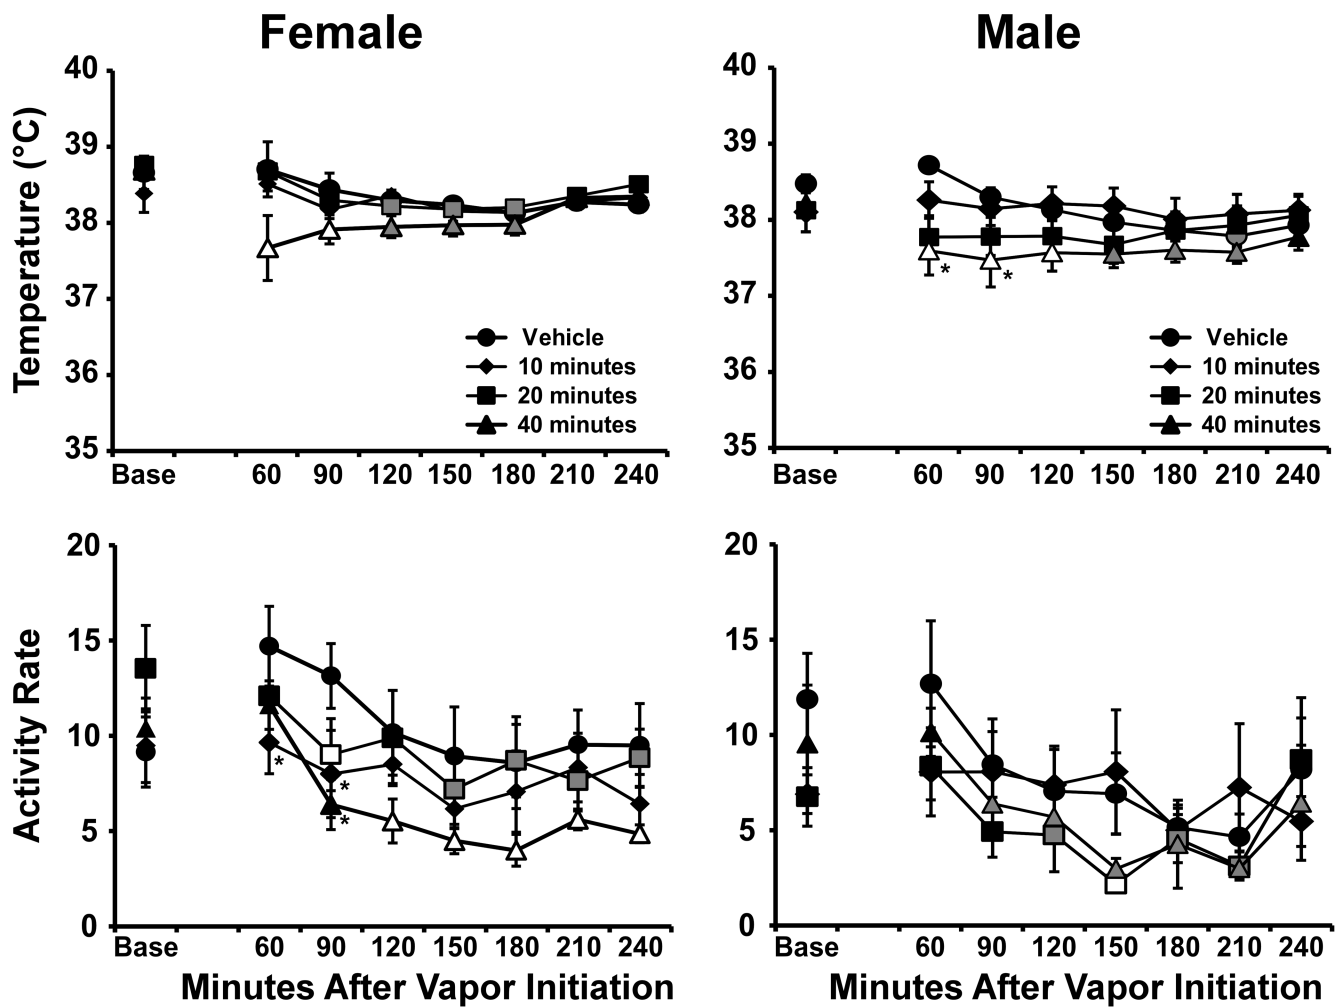 Female
Male
Temperature (°C)
40
39
38
37
36
35
Vehicle
10 minutes
20 minutes
40 minutes
Base 60 90 120 150 180 210 240
40
39
38
37
36
35
*
*
Vehicle
10 minutes
20 minutes
40 minutes
Base 60 90 120 150 180 210 240
Activity Rate
20
15
10
5
0
*
*
*
Base 60 90 120 150 180 210 240
Minutes After Vapor Initiation
20
15
10
5
0
Base 60 90 120 150 180 210 240
Minutes After Vapor Initiation